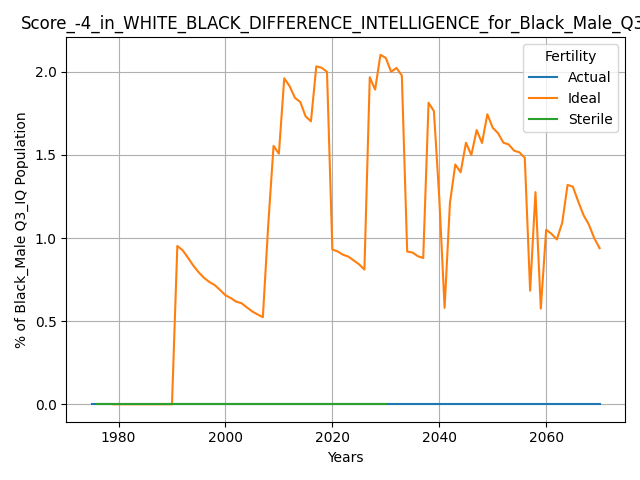 Score_-4_in_WHITE_BLACK_DIFFERENCE_INTELLIGENCE_for_Black_Male_Q3
Fertility
Actual
Ideal
Sterile
% of Black_Male Q3_IQ Population
2.0
1.5
1.0
0.5
0.0
1980 2000 2020 2040 2060
Years